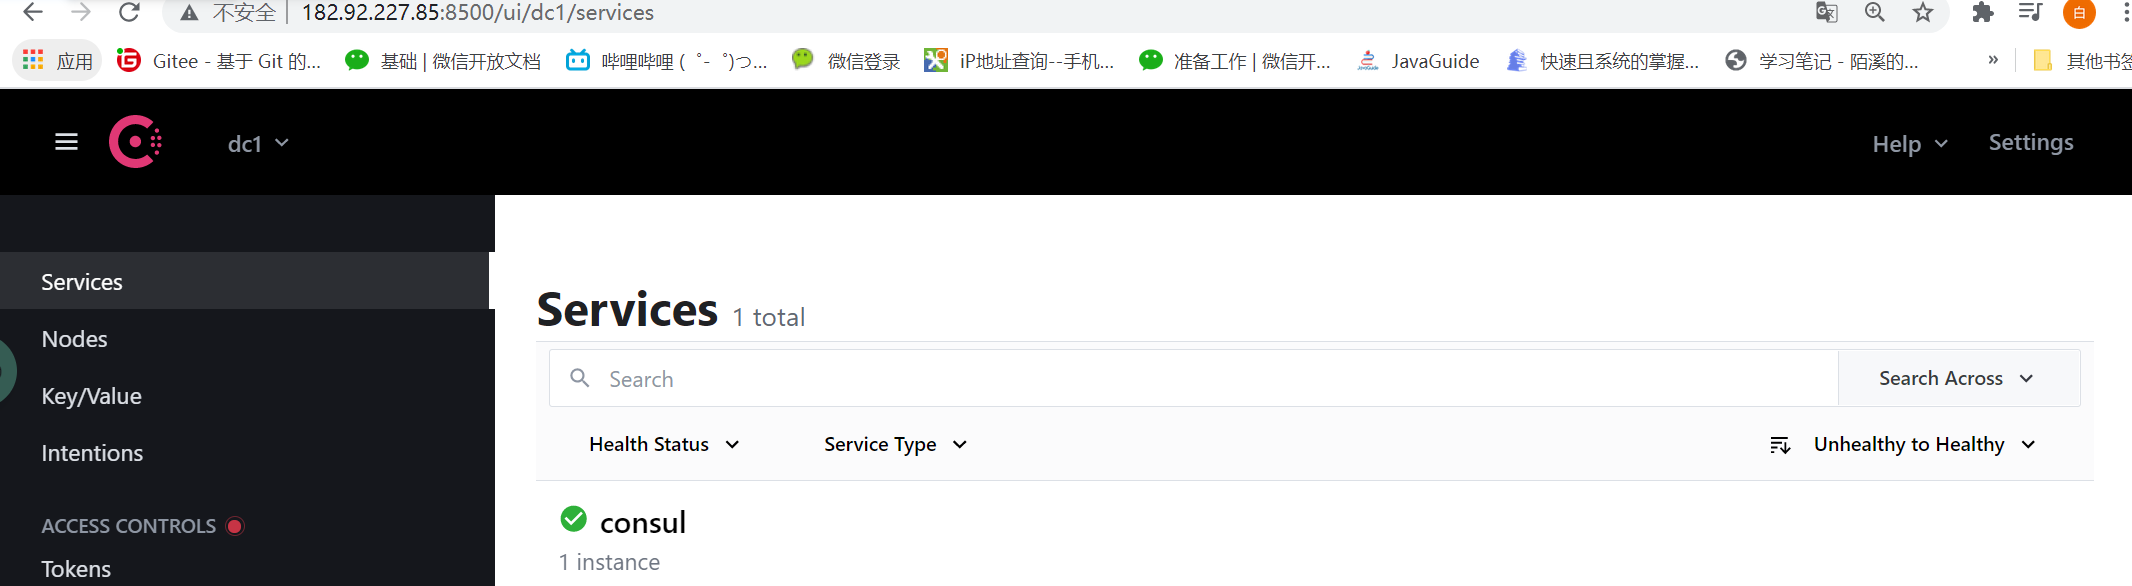 不安全 182.92.227.85:8500/ui/dc1/services 白
应用 Gitee - 基于 Git 的... 基础 | 微信开放文档 哔哩哔哩 ( ゜- ゜)つ... 微信登录 iP地址查询--手机... 准备工作 | 微信开... JavaGuide 快速且系统的掌握... 学习笔记 - 陌溪的... » 其他书签
dc1 Help Settings
Services
Nodes
Key/Value
Intentions
ACCESS CONTROLS
Tokens
Services 1 total
Search Search Across
Health Status Service Type Unhealthy to Healthy
consul
1 instance